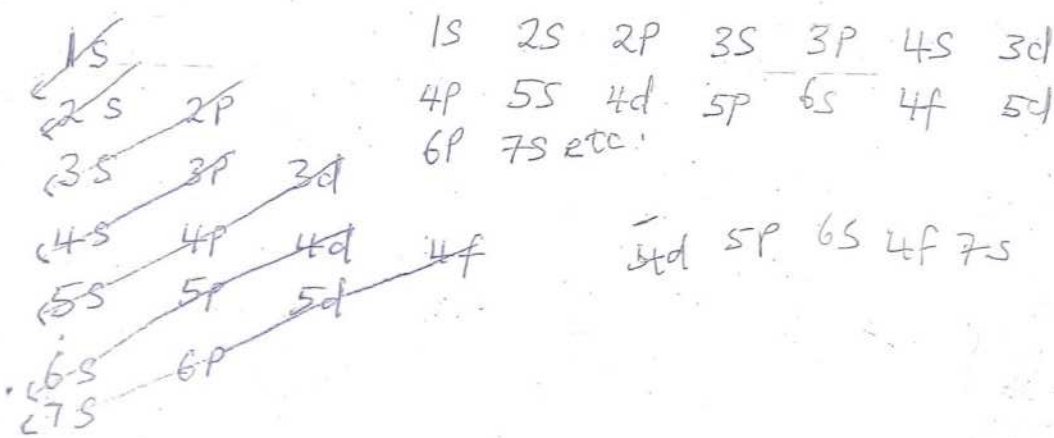 1s
2s 2p
3s 3p 3d
4s 4p 4d 4f
5s 5p 5d
6s 6p
7s
1s 2s 2p 3s 3p 4s 3d
4p 5s 4d 5p 6s 4f 5d
6p 7s etc.
4d 5p 6s 4f 7s